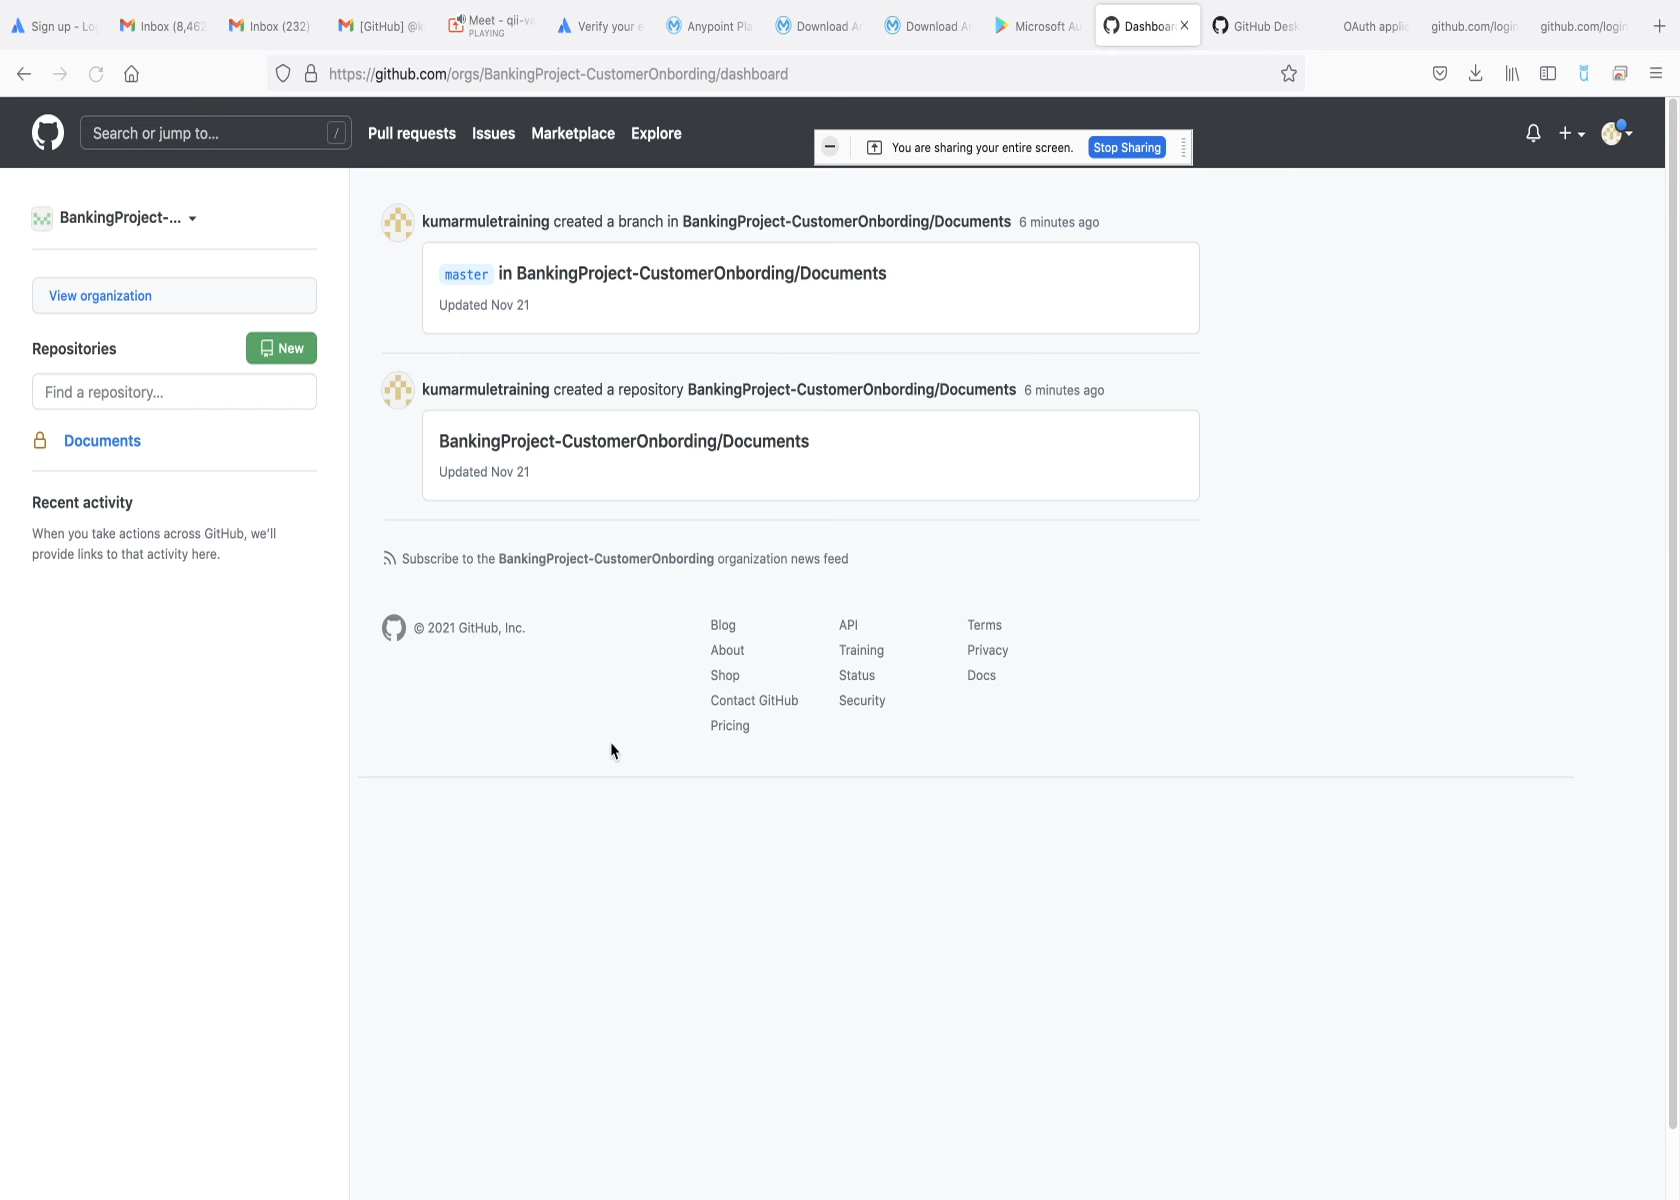 Sign up - Lo
Inbox (8,462
Inbox (232)
[GitHub] @k
Meet - qii-va
PLAYING
Verify your e
Anypoint Pla
Download An
Download An
Microsoft Au
Dashboar
GitHub Desk
OAuth applic
github.com/login
github.com/login
https://github.com/orgs/BankingProject-CustomerOnbording/dashboard
Search or jump to...
/
Pull requests
Issues
Marketplace
Explore
You are sharing your entire screen.
Stop Sharing
BankingProject-...
View organization
Repositories
New
Find a repository...
Documents
Recent activity
When you take actions across GitHub, we'll
provide links to that activity here.
kumarmuletraining created a branch in BankingProject-CustomerOnbording/Documents 6 minutes ago
master in BankingProject-CustomerOnbording/Documents
Updated Nov 21
kumarmuletraining created a repository BankingProject-CustomerOnbording/Documents 6 minutes ago
BankingProject-CustomerOnbording/Documents
Updated Nov 21
Subscribe to the BankingProject-CustomerOnbording organization news feed
© 2021 GitHub, Inc.
Blog
About
Shop
Contact GitHub
Pricing
API
Training
Status
Security
Terms
Privacy
Docs